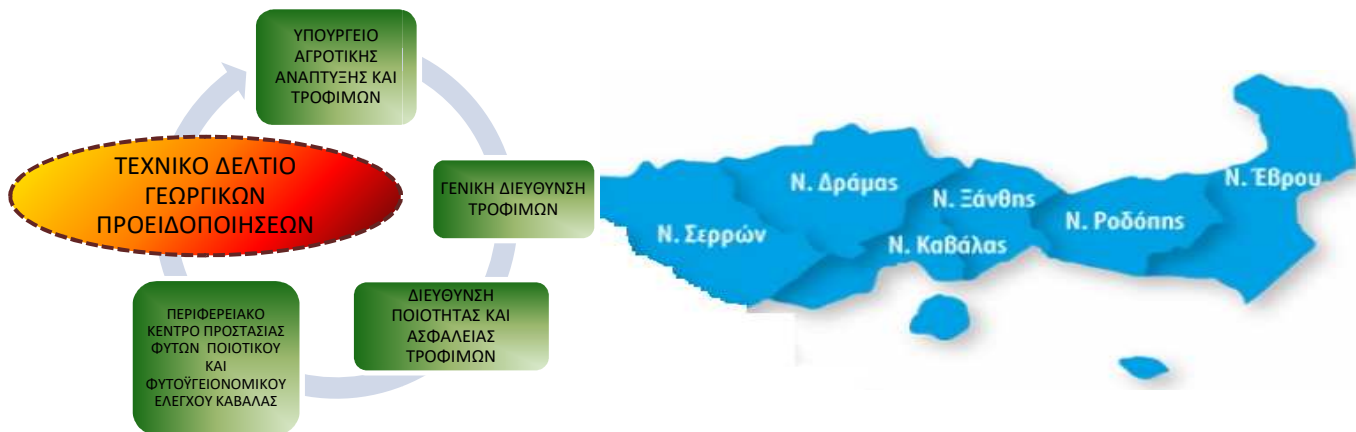 ΥΠΟΥΡΓΕΙΟ
ΑΓΡΟΤΙΚΗΣ
ΑΝΑΠΤΥΞΗΣ ΚΑΙ
ΤΡΟΦΙΜΩΝ
ΓΕΝΙΚΗ ΔΙΕΥΘΥΝΣΗ
ΤΡΟΦΙΜΩΝ
ΔΙΕΥΘΥΝΣΗ
ΠΟΙΟΤΗΤΑΣ ΚΑΙ
ΑΣΦΑΛΕΙΑΣ
ΤΡΟΦΙΜΩΝ
ΠΕΡΙΦΕΡΕΙΑΚΟ
ΚΕΝΤΡΟ ΠΡΟΣΤΑΣΙΑΣ
ΦΥΤΩΝ ΠΟΙΟΤΙΚΟΥ
ΚΑΙ
ΦΥΤΟΫΓΕΙΟΝΟΜΙΚΟΥ
ΕΛΕΓΧΟΥ ΚΑΒΑΛΑΣ
ΤΕΧΝΙΚΟ ΔΕΛΤΙΟ
ΓΕΩΡΓΙΚΩΝ
ΠΡΟΕΙΔΟΠΟΙΗΣΕΩΝ
Ν. Σερρών
Ν. Δράμας
Ν. Καβάλας
Ν. Ξάνθης
Ν. Ροδόπης
Ν. Έβρου